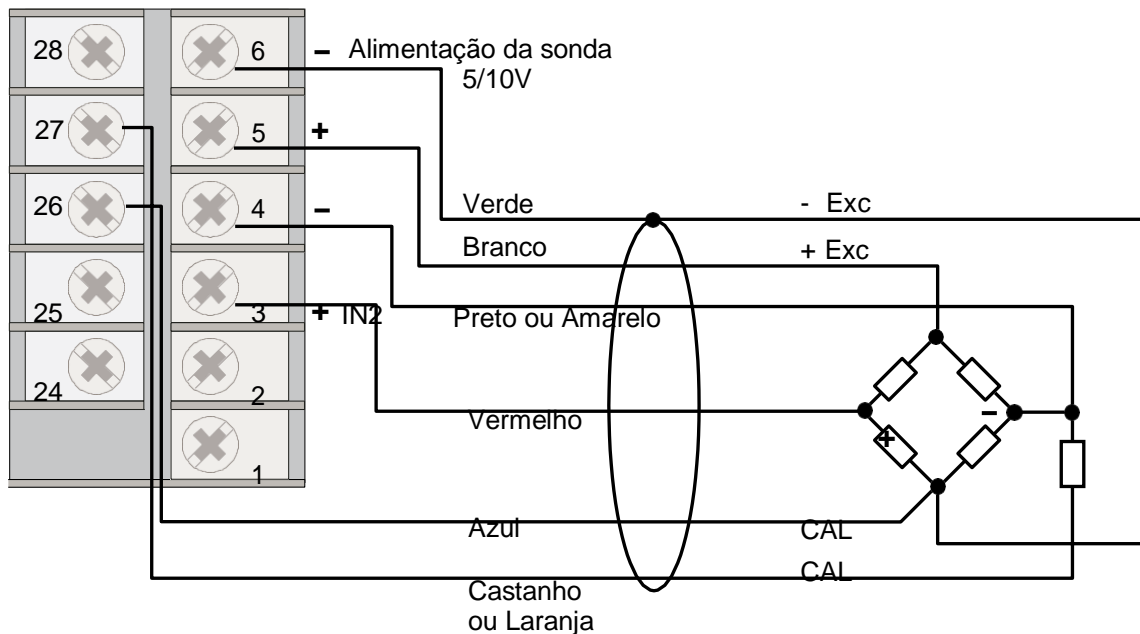 28
6
− Alimentação da sonda
5/10V
27
5
+
26
4
−
Verde
- Exc
Branco
+ Exc
25
3
+ IN2
Preto ou Amarelo
24
2
Vermelho
−
+
1
Azul
CAL
CAL
Castanho
ou Laranja